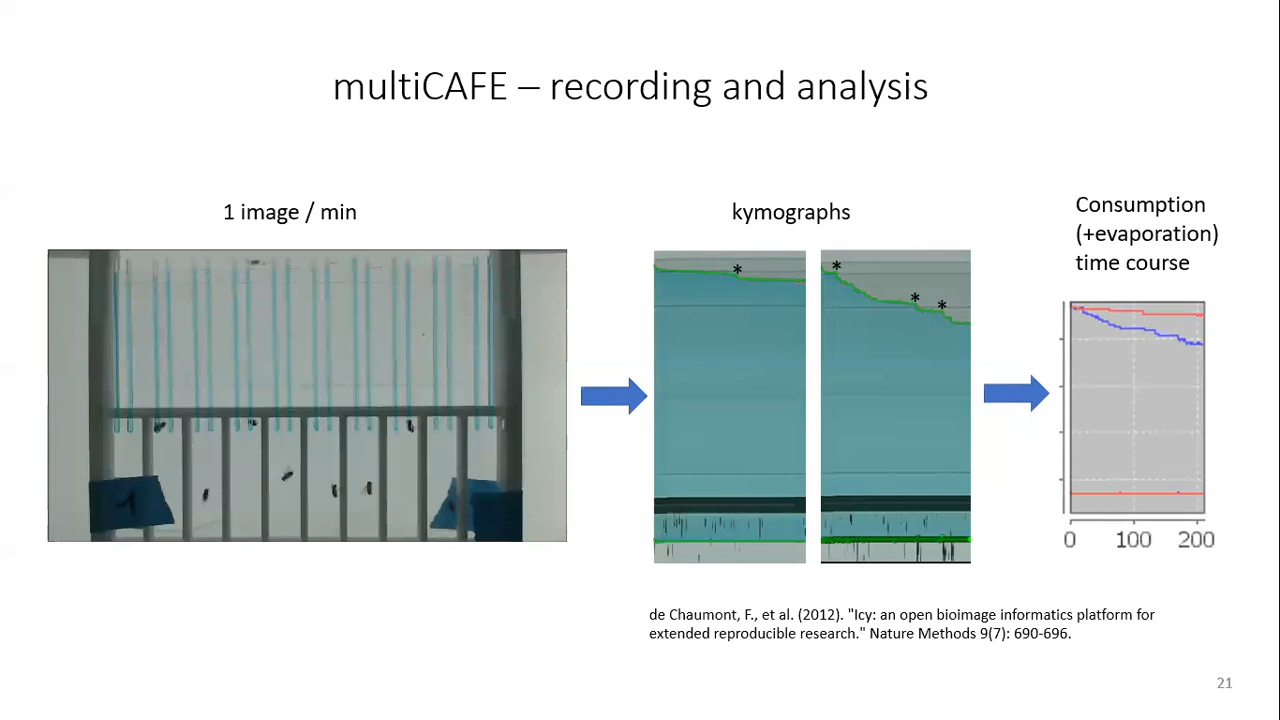 multiCAFE – recording and analysis
1 image / min
kymographs
Consumption
(+evaporation)
time course
*
*
*
*
0 100 200
de Chaumont, F., et al. (2012). "Icy: an open bioimage informatics platform for
extended reproducible research." Nature Methods 9(7): 690-696.
21